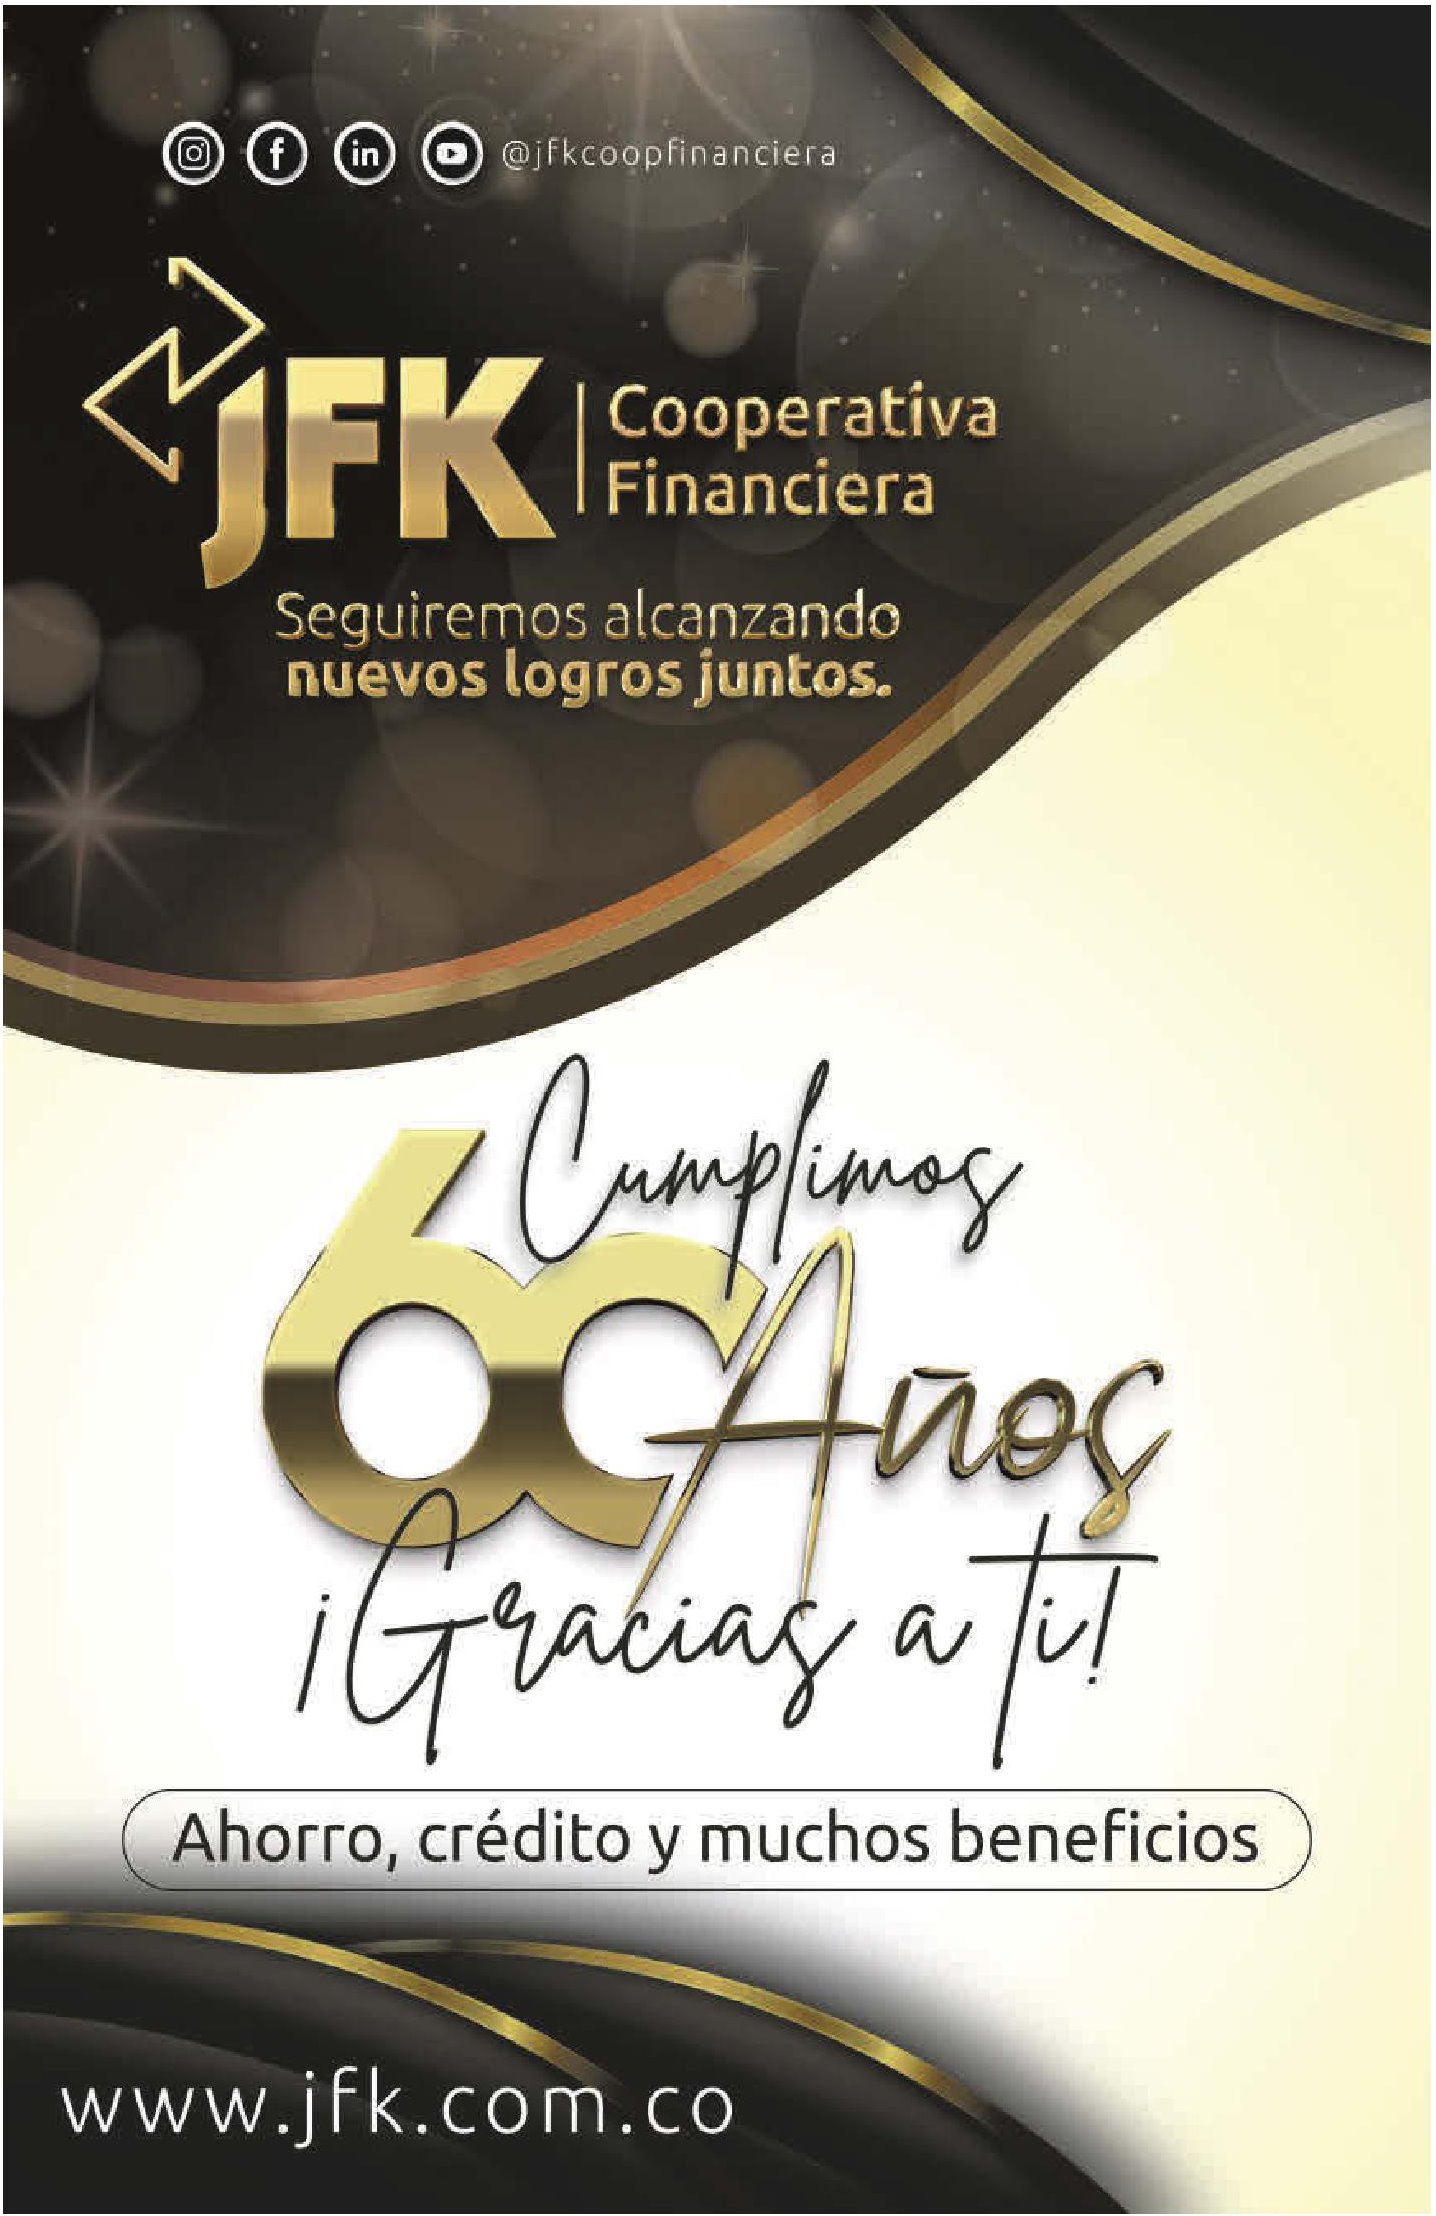 @jfkcoopfinanciera
JFK
Cooperativa
Financiera
Seguiremos alcanzando
nuevos logros juntos.
Cumplimos
60 Años
¡Gracias a ti!
Ahorro, crédito y muchos beneficios
www.jfk.com.co